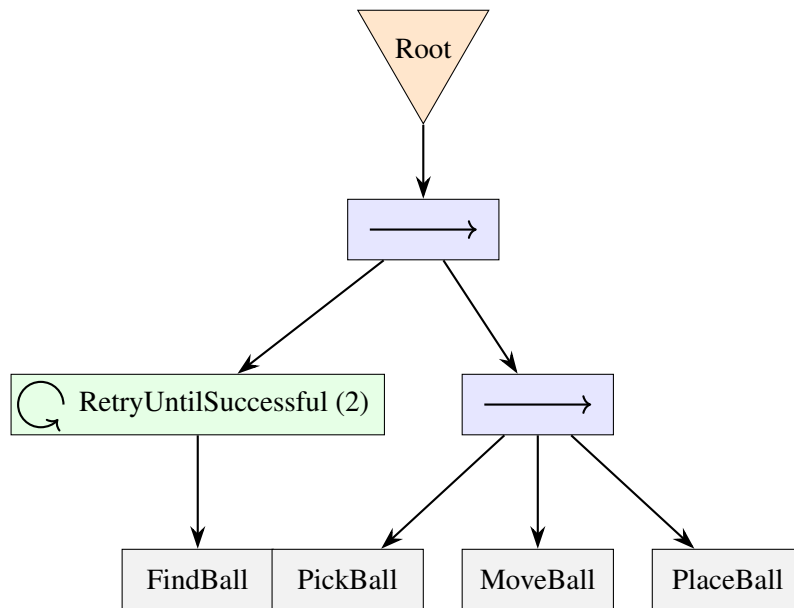 Root
RetryUntilSuccessful (2)
FindBall
PickBall
MoveBall
PlaceBall